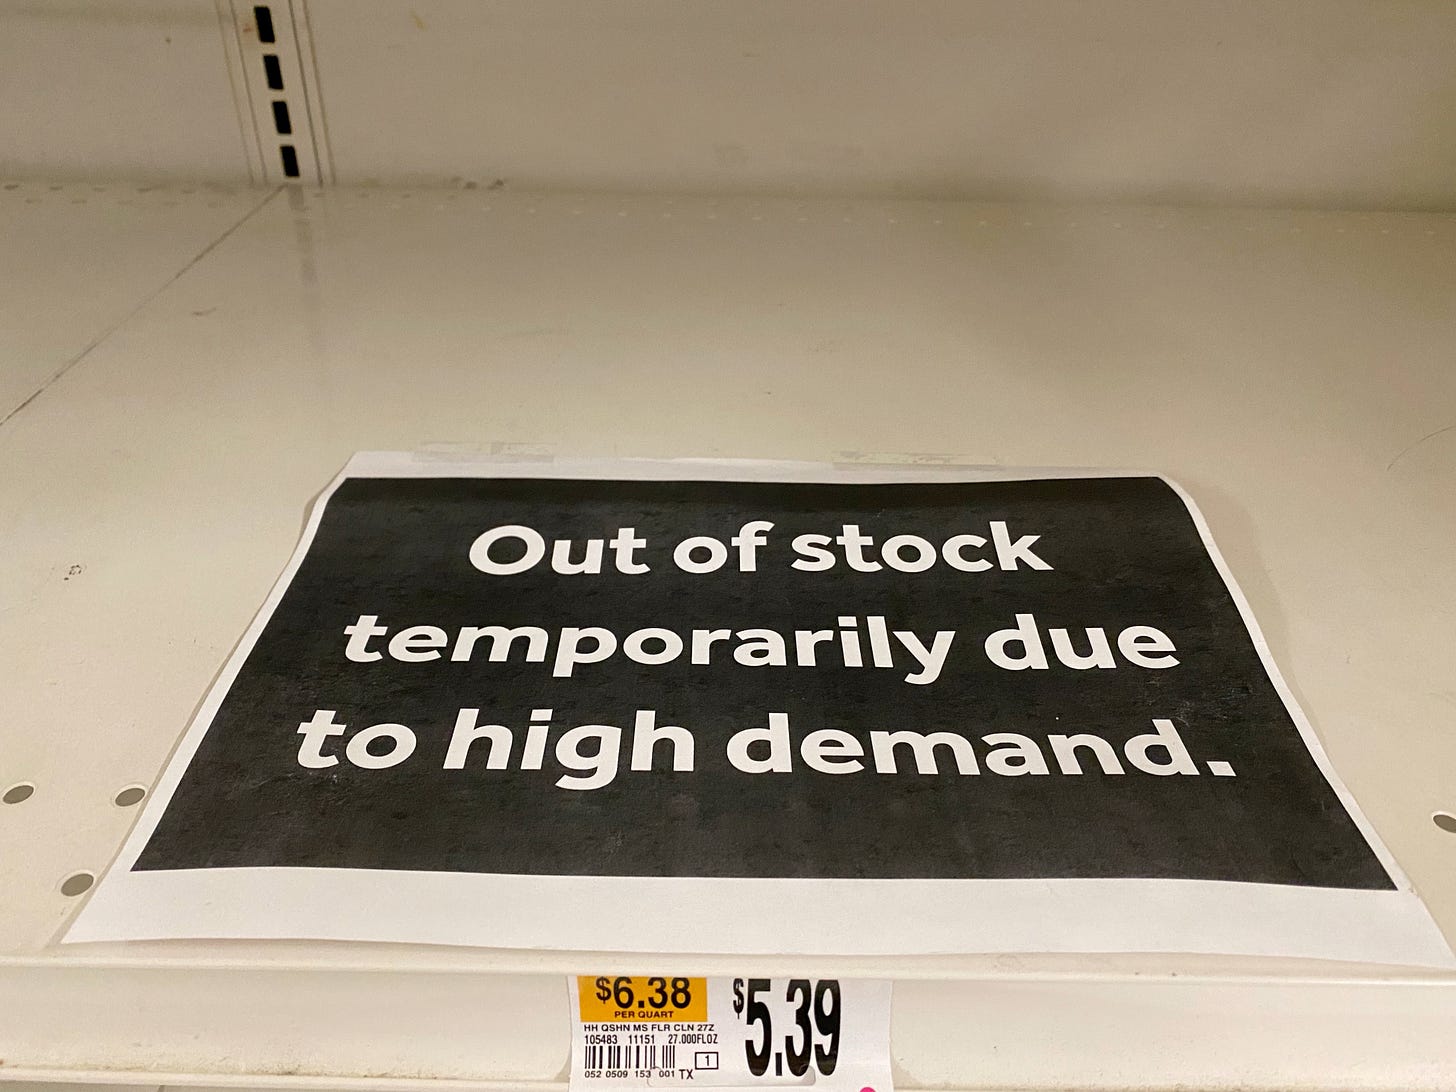 Out of stock
temporarily due
to high demand.
$6.38
PER QUART
$5.39
HH QSHN MS FLR CLN 27Z
105483 11151 27.000FLOZ
1
052 0509 153 001 TX